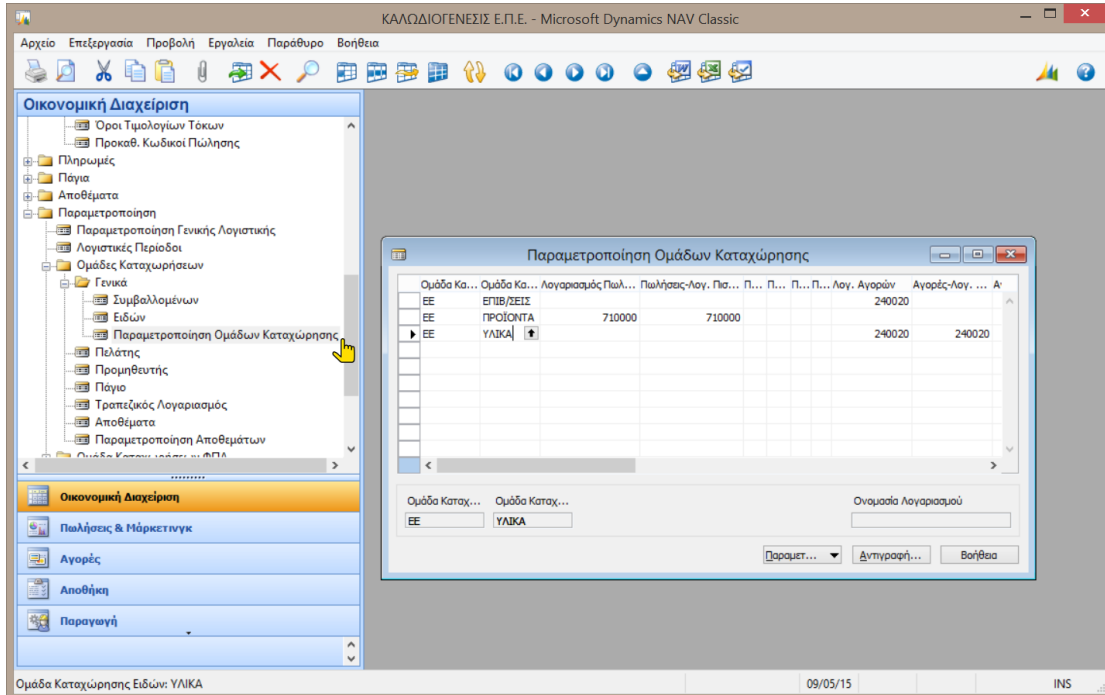 ΚΑΛΩΔΙΟΓΕΝΕΣΙΣ Ε.Π.Ε. - Microsoft Dynamics NAV Classic
Αρχείο Επεξεργασία Προβολή Εργαλεία Παράθυρο Βοήθεια
Οικονομική Διαχείριση
Όροι Τιμολογίων Τόκων
Προκαθ. Κωδικοί Πώλησης
Πληρωμές
Πάγια
Αποθέματα
Παραμετροποίηση
Παραμετροποίηση Γενικής Λογιστικής
Λογιστικές Περίοδοι
Ομάδες Καταχωρήσεων
Γενικά
Συμβαλλομένων
Ειδών
Παραμετροποίηση Ομάδων Καταχώρησης
Πελάτης
Προμηθευτής
Πάγιο
Τραπεζικός Λογαριασμός
Αποθέματα
Παραμετροποίηση Αποθεμάτων
Ομάδα Καταχωρήσεων ΦΠΑ
Οικονομική Διαχείριση
Πωλήσεις & Μάρκετινγκ
Αγορές
Αποθήκη
Παραγωγή
Παραμετροποίηση Ομάδων Καταχώρησης
Ομάδα Κα... Ομάδα Κα... Λογαριασμός Πωλ... Πωλήσεις-Λογ. Πισ... Π... Π... Π... Π... Λογ. Αγορών Αγορές-Λογ. ... Α
ΕΕ ΕΠΙΒ/ΣΕΙΣ 240020
ΕΕ ΠΡΟΪΟΝΤΑ 710000 710000
ΕΕ ΥΛΙΚΑ 240020 240020
Ομάδα Καταχ... Ομάδα Καταχ... Ονομασία Λογαριασμού
ΕΕ ΥΛΙΚΑ
Παραμετ... Αντιγραφή... Βοήθεια
Ομάδα Καταχώρησης Ειδών: ΥΛΙΚΑ 09/05/15 INS